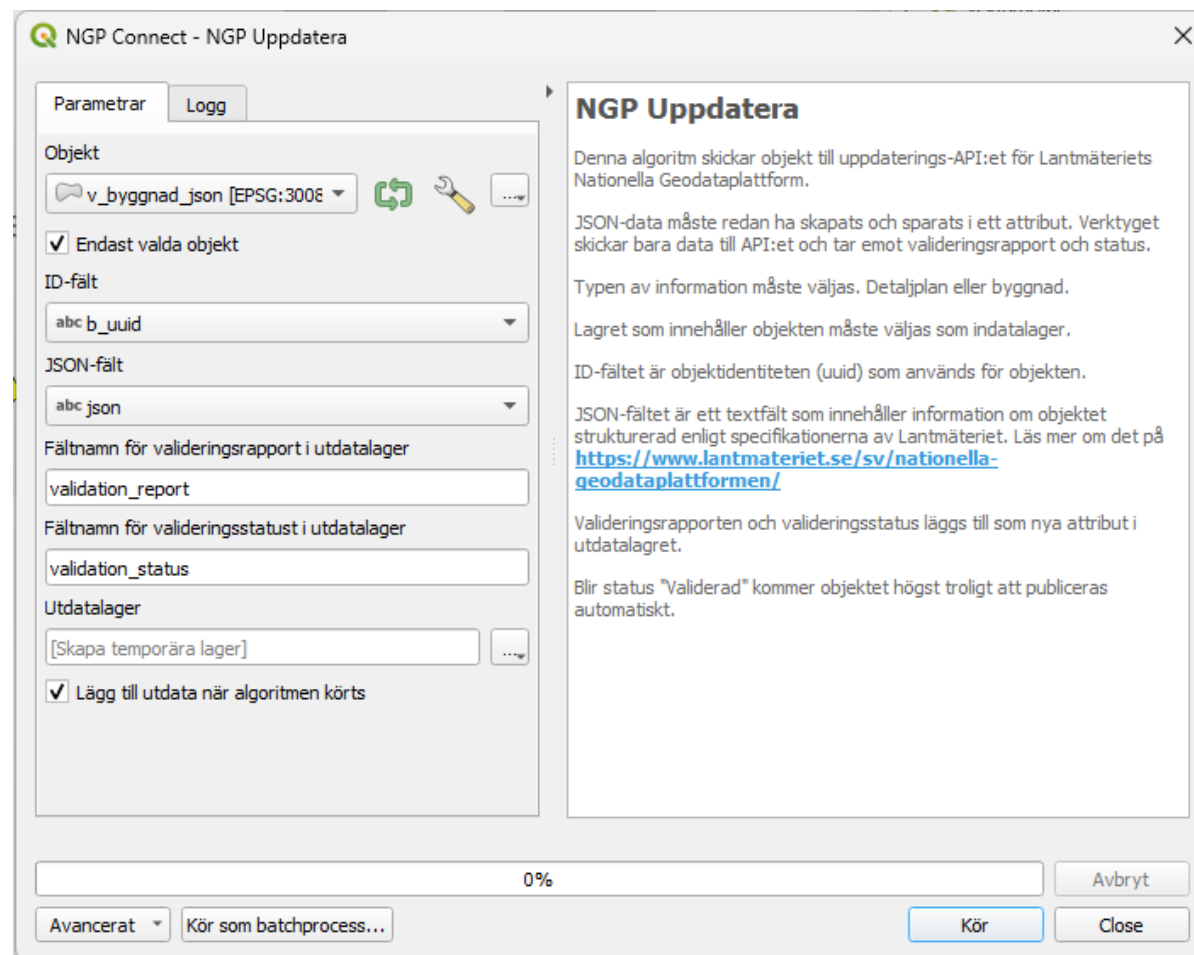 NGP Connect - NGP Uppdatera
Parametrar
Logg
Objekt
v_byggnad_json [EPSG:3008
...
Endast valda objekt
ID-fält
abc b_uuid
JSON-fält
abc json
Fältnamn för valideringsrapport i utdatalager
validation_report
Fältnamn för valideringsstatust i utdatalager
validation_status
Utdatalager
[Skapa temporära lager]
...
Lägg till utdata när algoritmen körts
NGP Uppdatera
Denna algoritm skickar objekt till uppdaterings-API:et för Lantmäteriets
Nationella Geodataplattform.
JSON-data måste redan ha skapats och sparats i ett attribut. Verktyget
skickar bara data till API:et och tar emot valideringsrapport och status.
Typen av information måste väljas. Detaljplan eller byggnad.
Lagret som innehåller objekten måste väljas som indatalager.
ID-fältet är objektidentiteten (uuid) som används för objekten.
JSON-fältet är ett textfält som innehåller information om objektet
strukturerad enligt specifikationerna av Lantmäteriet. Läs mer om det på
https://www.lantmateriet.se/sv/nationella-
geodataplattformen/
Valideringsrapporten och valideringsstatus läggs till som nya attribut i
utdatalagret.
Blir status "Validerad" kommer objektet högst troligt att publiceras
automatiskt.
0%
Avbryt
Avancerat
Kör som batchprocess...
Kör
Close